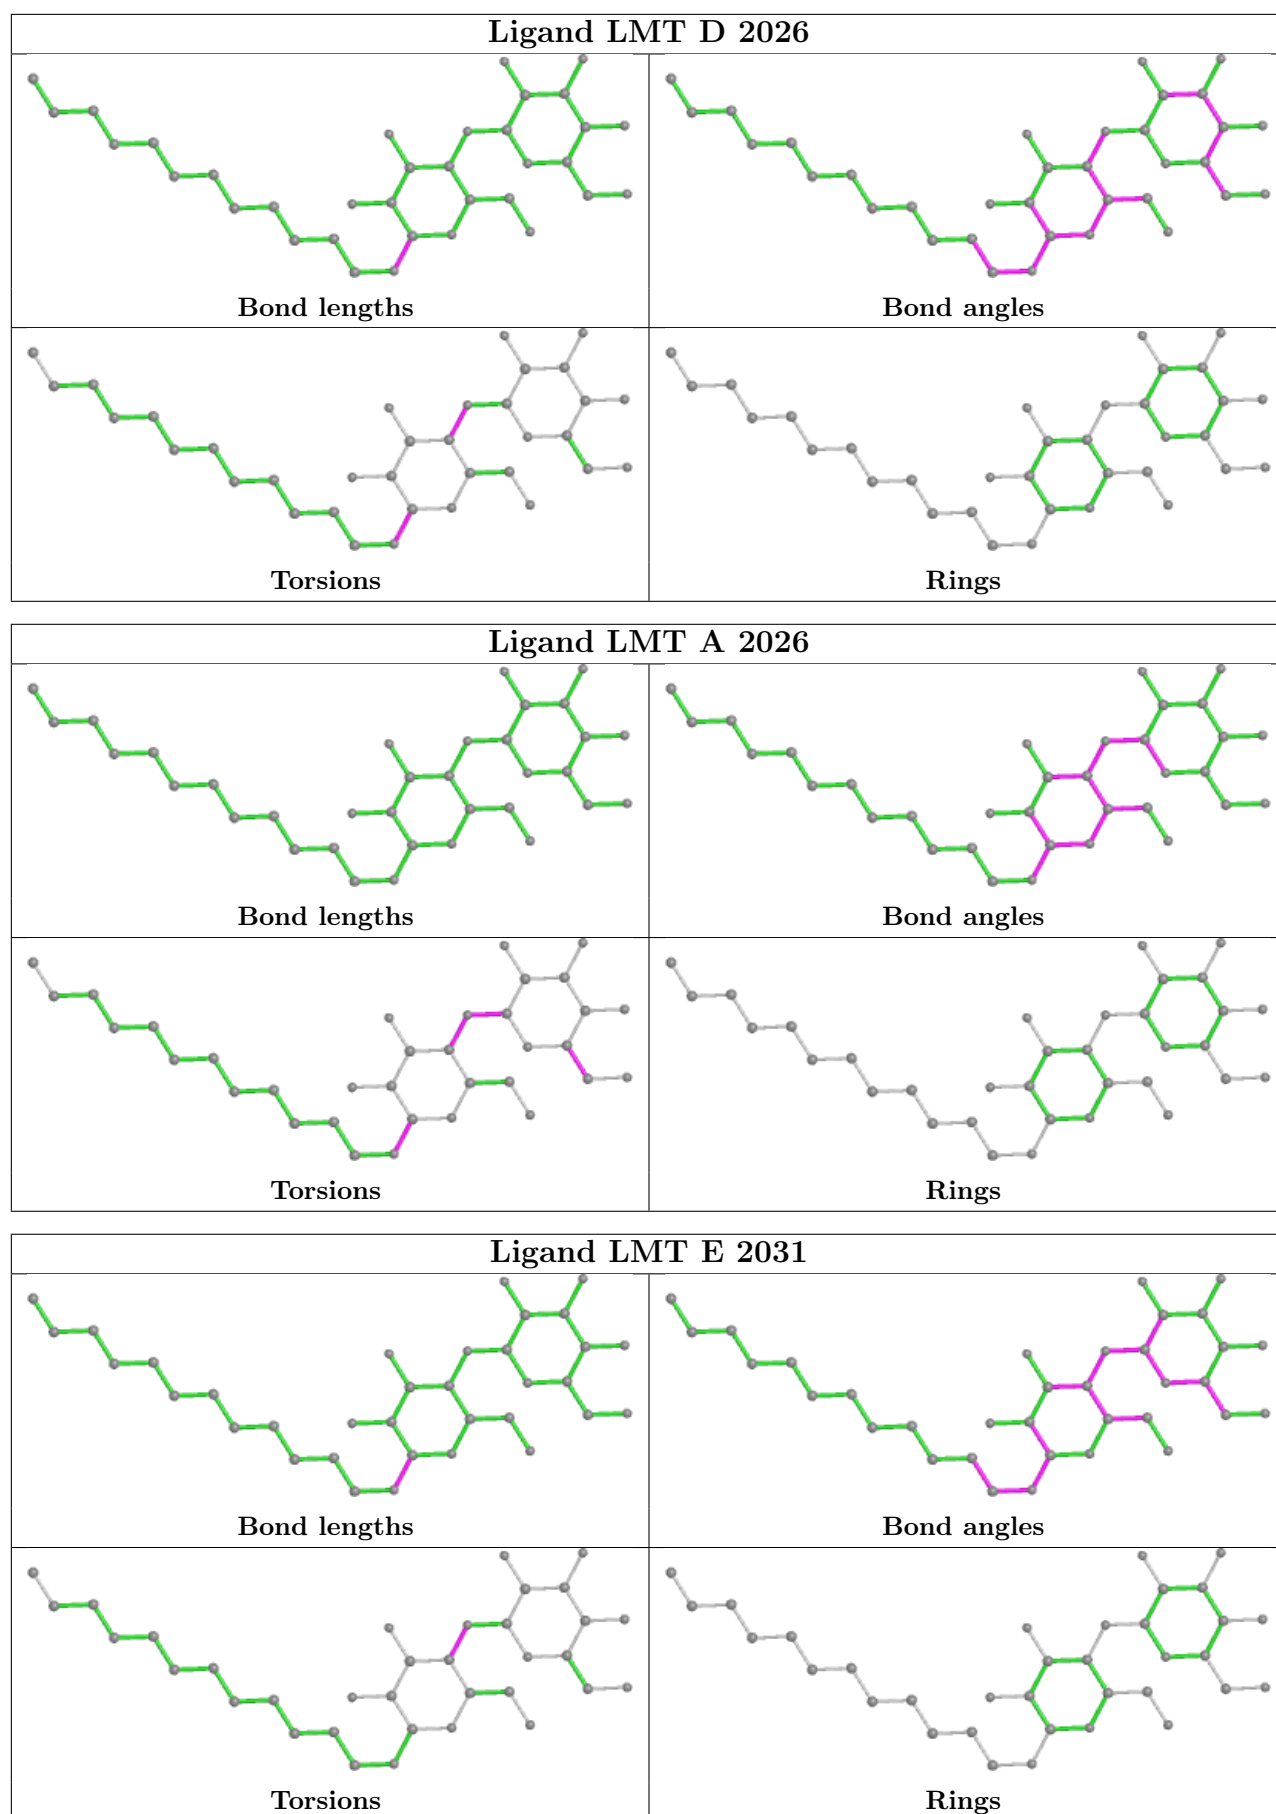 Ligand LMT D 2026
Bond lengths
Bond angles
Torsions
Rings
Ligand LMT A 2026
Bond lengths
Bond angles
Torsions
Rings
Ligand LMT E 2031
Bond lengths
Bond angles
Torsions
Rings